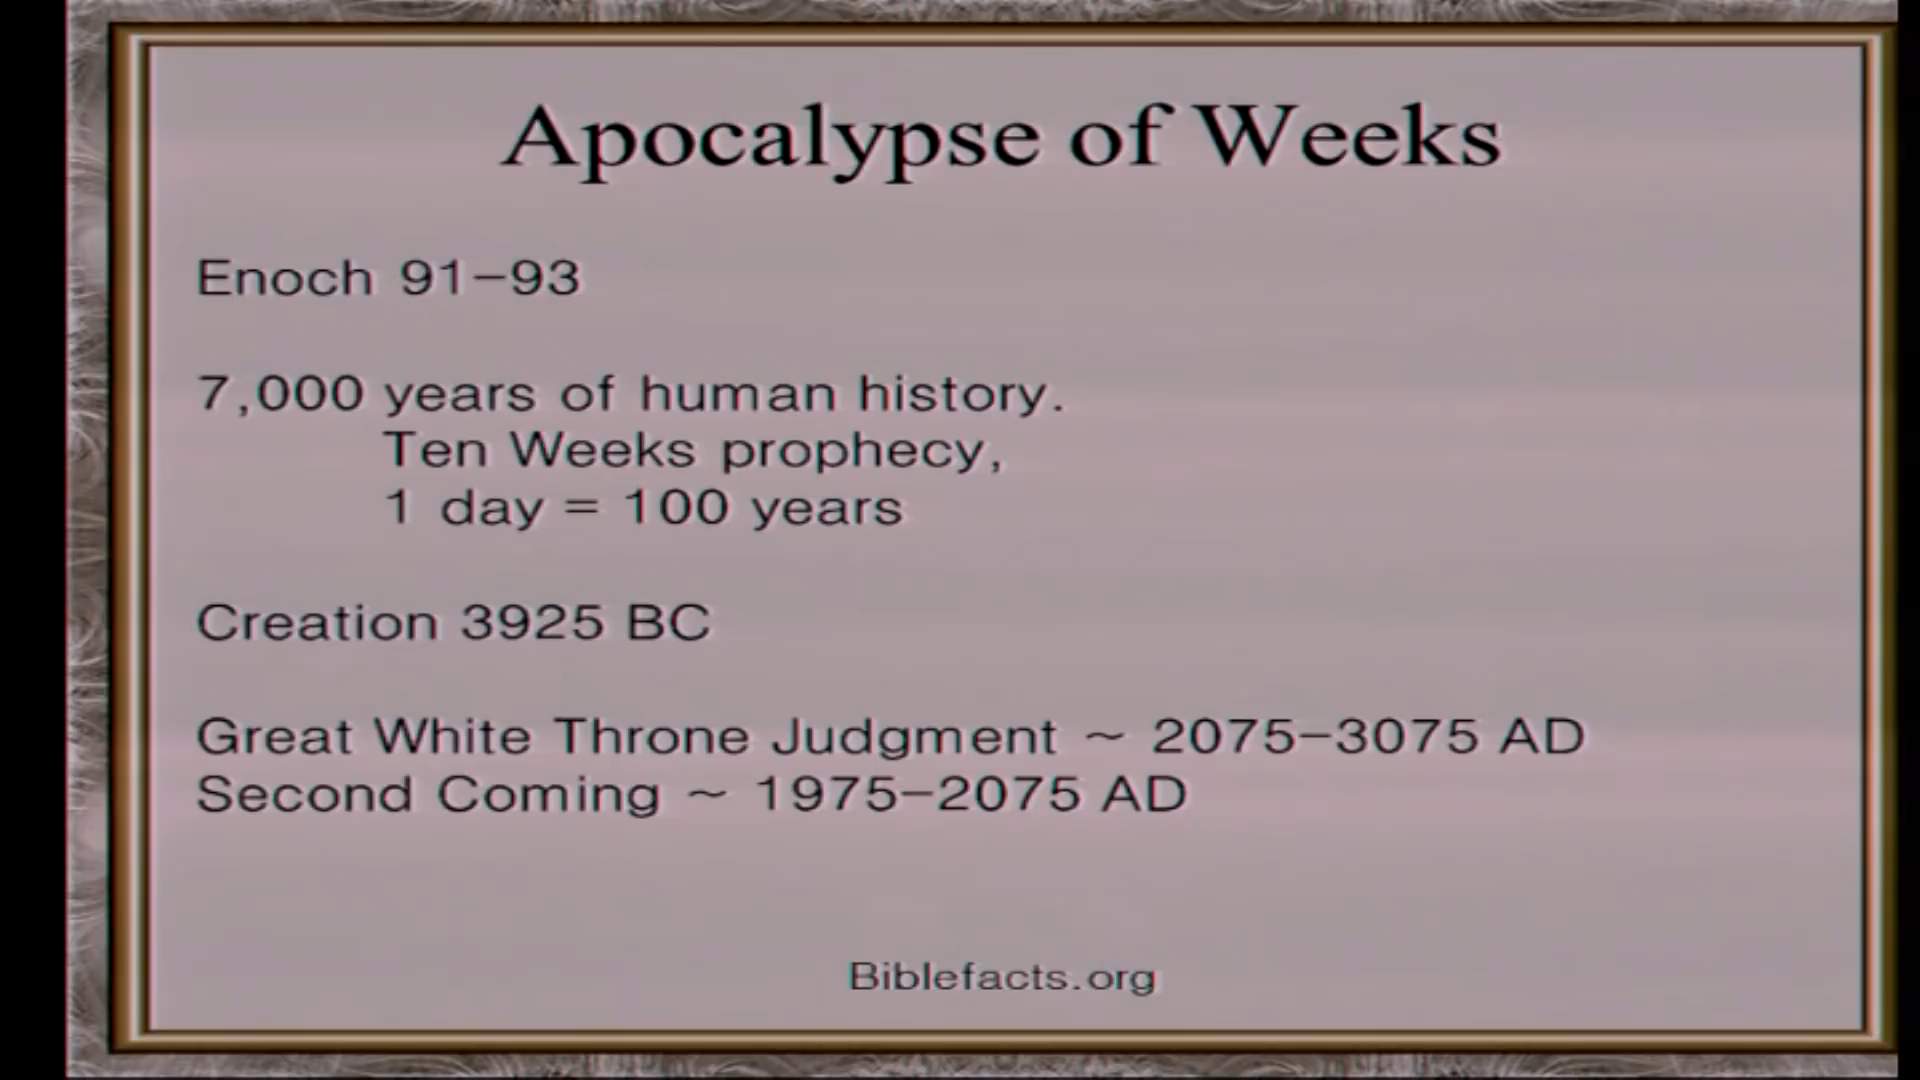 Apocalypse of Weeks
Enoch 91–93
7,000 years of human history.
Ten Weeks prophecy,
1 day = 100 years
Creation 3925 BC
Great White Throne Judgment ~ 2075–3075 AD
Second Coming ~ 1975–2075 AD
Biblefacts.org